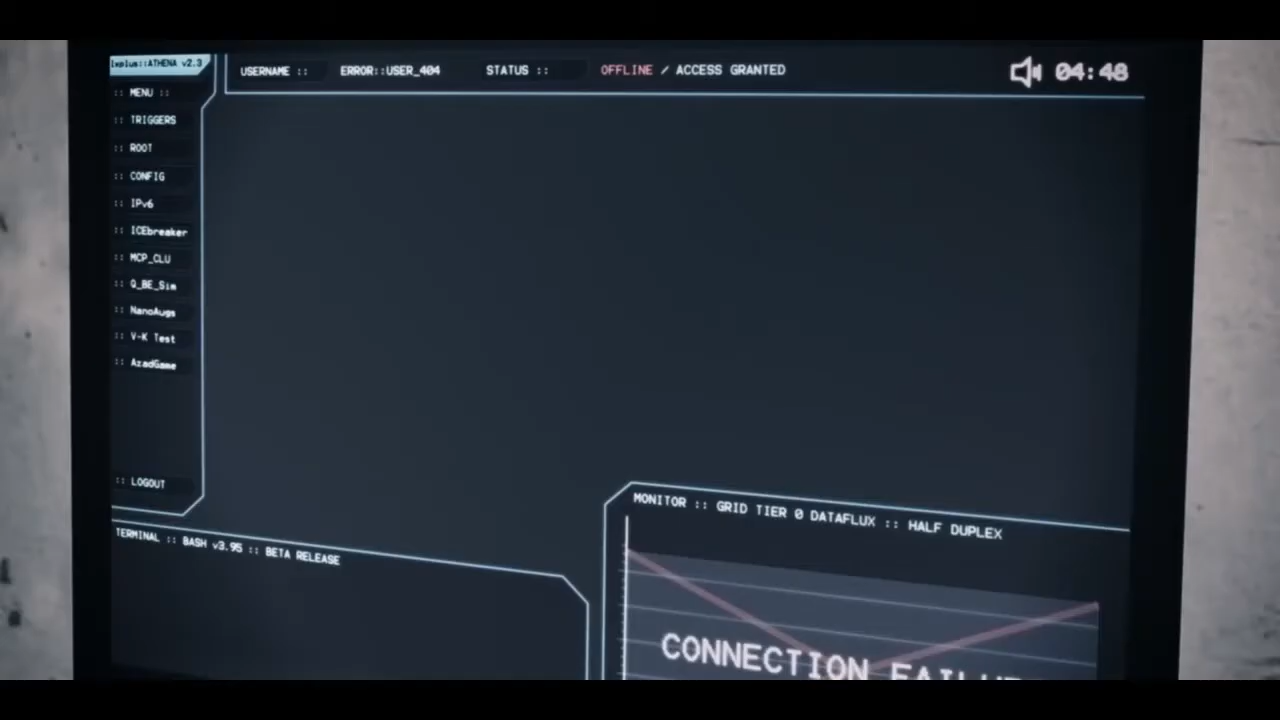 lxplus::ATHENA v2.3
USERNAME :: ERROR::USER_404 STATUS :: OFFLINE / ACCESS GRANTED 04:48
:: MENU ::
:: TRIGGERS
:: ROOT
:: CONFIG
:: IPv6
:: ICEbreaker
:: MCP_CLU
:: Q_BE_Sim
:: NanoAugs
:: V-K Test
:: AzadGame
:: LOGOUT
MONITOR :: GRID TIER 0 DATAFLUX :: HALF DUPLEX
TERMINAL :: BASH v3.95 :: BETA RELEASE
CONNECTION